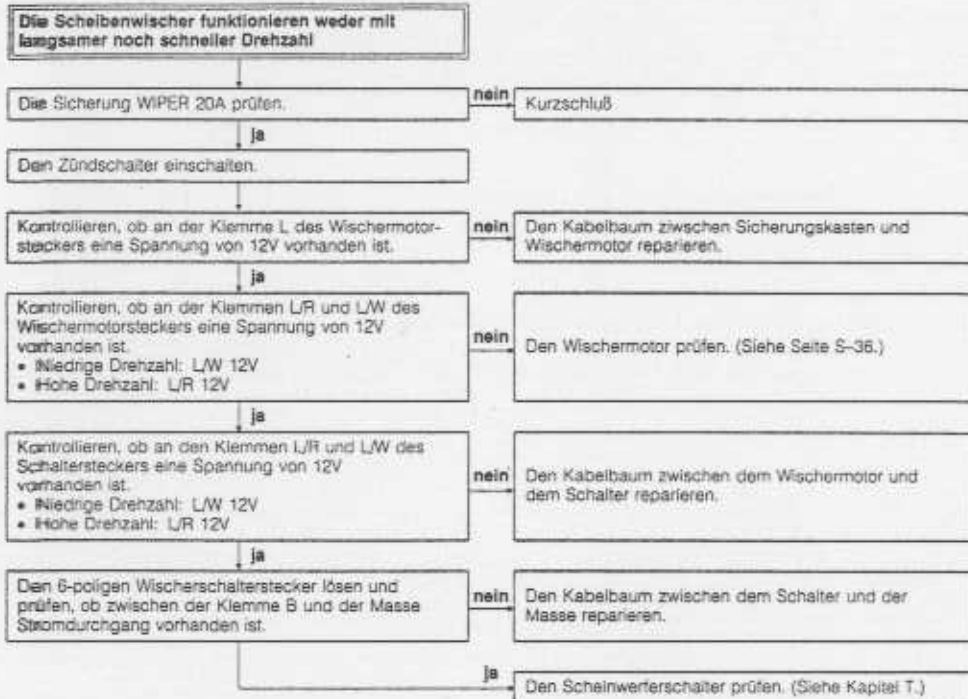 Die Scheibenwischer funktionieren weder mit
langsamer noch schneller Drehzahl
Die Sicherung WIPER 20A prüfen.
nein
Kurzschluß
ja
Den Zündschalter einschalten.
Kontrollieren, ob an der Klemme L des Wischermotor-
steckers eine Spannung von 12V vorhanden ist.
nein
Den Kabelbaum ziwschen Sicherungskasten und
Wischermotor reparieren.
ja
Kontrollieren, ob an der Klemmen L/R und L/W des
Wischermotorsteckers eine Spannung von 12V
vorhanden ist.
• Niedrige Drehzahl: L/W 12V
• Hohe Drehzahl: L/R 12V
nein
Den Wischermotor prüfen. (Siehe Seite S–36.)
ja
Kontrollieren, ob an den Klemmen L/R und L/W des
Schaltersteckers eine Spannung von 12V
vorhanden ist.
• Niedrige Drehzahl: L/W 12V
• Hohe Drehzahl: L/R 12V
nein
Den Kabelbaum zwischen dem Wischermotor und
dem Schalter reparieren.
ja
Den 6-poligen Wischerschalterstecker lösen und
prüfen, ob zwischen der Klemme B und der Masse
Stromdurchgang vorhanden ist.
nein
Den Kabelbaum zwischen dem Schalter und der
Masse reparieren.
ja
Den Scheinwerferschalter prüfen. (Siehe Kapitel T.)